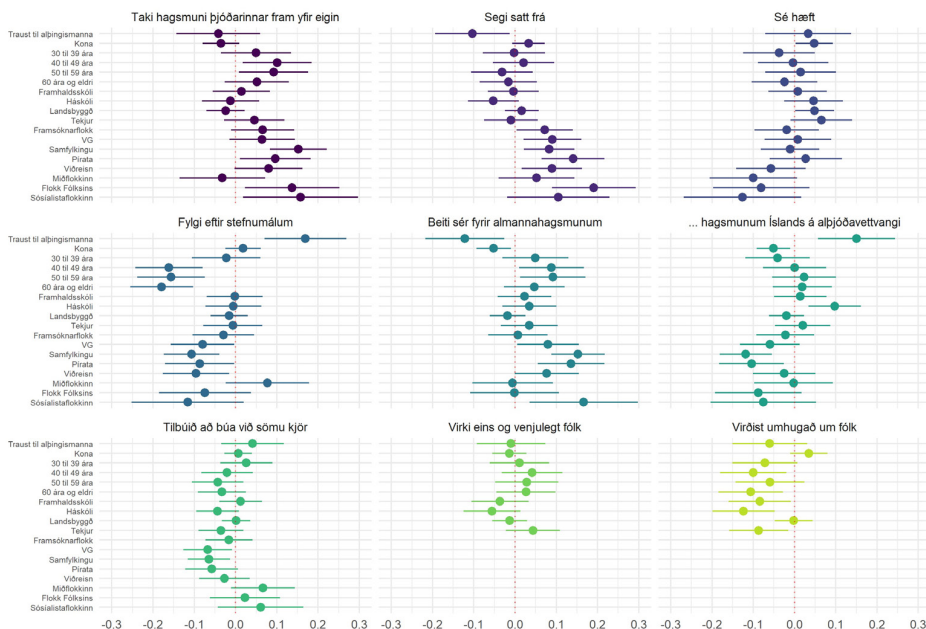 Taki hagsmuni þjóðarinnar fram yfir eigin
Segi satt frá
Sé hæft
Traust til alþingismanna
Kona
30 til 39 ára
40 til 49 ára
50 til 59 ára
60 ára og eldri
Framhaldsskóli
Háskóli
Landsbyggð
Tekjur
Framsóknarflokk
VG
Samfylkingu
Pírata
Viðreisn
Miðflokkinn
Flokk Fólksins
Sósíalistaflokkinn
Fylgi eftir stefnumálum
Beiti sér fyrir almannahagsmunum
... hagsmunum Íslands á alþjóðavettvangi
Traust til alþingismanna
Kona
30 til 39 ára
40 til 49 ára
50 til 59 ára
60 ára og eldri
Framhaldsskóli
Háskóli
Landsbyggð
Tekjur
Framsóknarflokk
VG
Samfylkingu
Pírata
Viðreisn
Miðflokkinn
Flokk Fólksins
Sósíalistaflokkinn
Tilbúið að búa við sömu kjör
Virki eins og venjulegt fólk
Virðist umhugað um fólk
Traust til alþingismanna
Kona
30 til 39 ára
40 til 49 ára
50 til 59 ára
60 ára og eldri
Framhaldsskóli
Háskóli
Landsbyggð
Tekjur
Framsóknarflokk
VG
Samfylkingu
Pírata
Viðreisn
Miðflokkinn
Flokk Fólksins
Sósíalistaflokkinn
-0.3 -0.2 -0.1 0.0 0.1 0.2 0.3 -0.3 -0.2 -0.1 0.0 0.1 0.2 0.3 -0.3 -0.2 -0.1 0.0 0.1 0.2 0.3